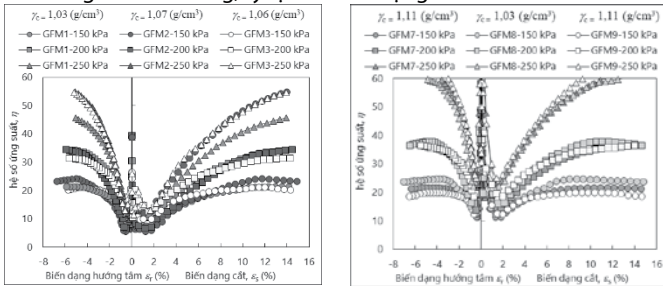 γc = 1,03 (g/cm³) γc = 1,07 (g/cm³) γc = 1,06 (g/cm³)
GFM1-150 kPa GFM2-150 kPa GFM3-150 kPa
GFM1-200 kPa GFM2-200 kPa GFM3-200 kPa
GFM1-250 kPa GFM2-250 kPa GFM3-250 kPa
60
50
40
30
20
10
0
hệ số ứng suất, η
-8 -6 -4 -2 0 2 4 6 8 10 12 14 16
Biến dạng hướng tâm εr (%) Biến dạng cắt, εs (%)
γc = 1,11 (g/cm³) γc = 1,03 (g/cm³) γc = 1,11 (g/cm³)
GFM7-150 kPa GFM8-150 kPa GFM9-150 kPa
GFM7-200 kPa GFM8-200 kPa GFM9-200 kPa
GFM7-250 kPa GFM8-250 kPa GFM9-250 kPa
60
50
40
30
20
10
0
hệ số ứng suất, η
-8 -6 -4 -2 0 2 4 6 8 10 12 14 16
Biến dạng hướng tâm εr (%) Biến dạng cắt, εs (%)